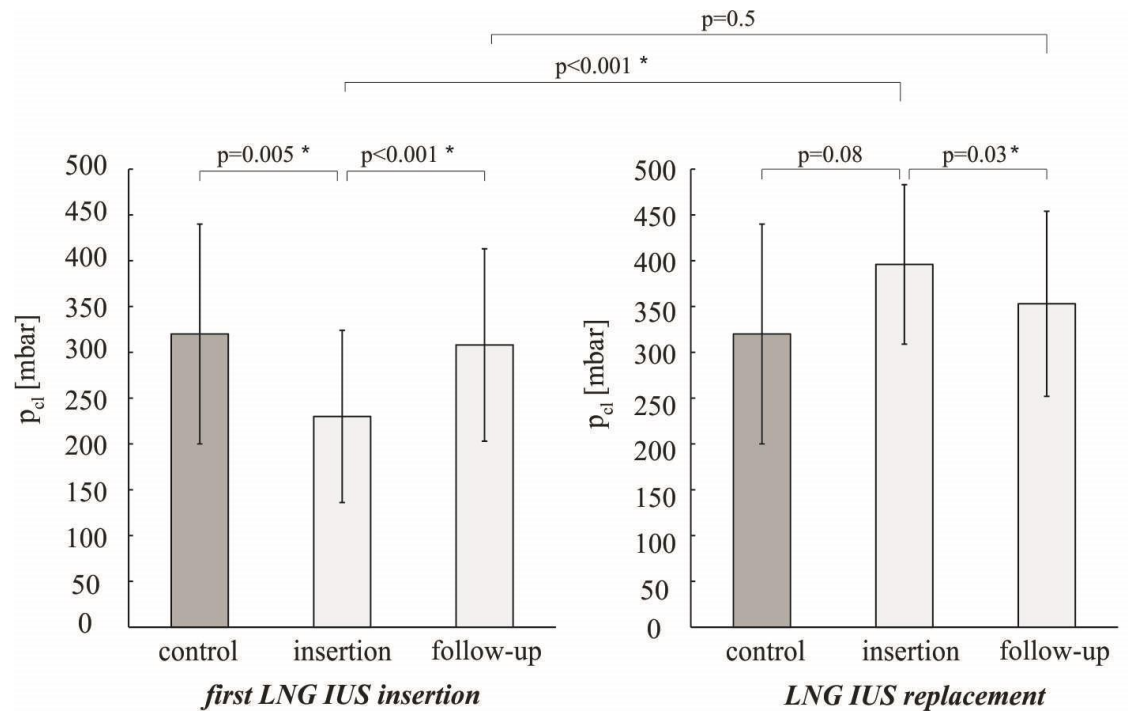 p=0.5
p<0.001 *
p=0.005 * p<0.001 *
p=0.08 p=0.03 *
500
450
400
350
300
250
200
150
100
50
0
pcl [mbar]
control insertion follow-up
first LNG IUS insertion
500
450
400
350
300
250
200
150
100
50
0
pcl [mbar]
control insertion follow-up
LNG IUS replacement